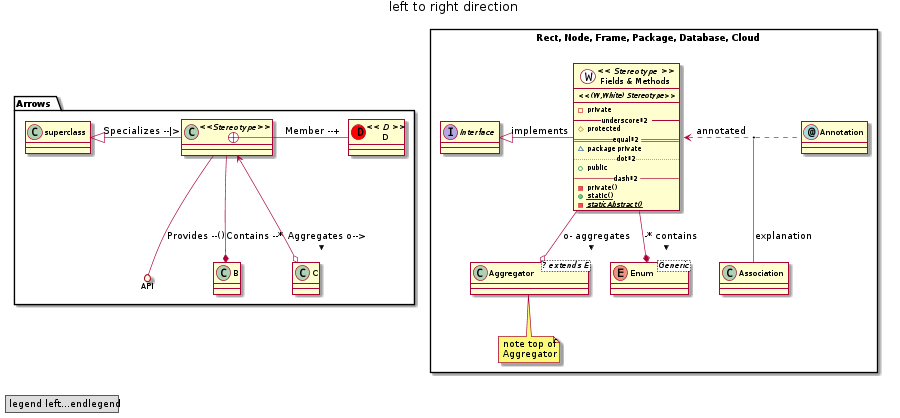 left to right direction
Arrows
C superclass
Specializes --|>
C << Stereotype >>
Member --+
D << D >>
D
Provides --()
Contains --*
Aggregates o-->
API
C B
C C
Rect, Node, Frame, Package, Database, Cloud
W << Stereotype >>
Fields & Methods
<<(W,White) Stereotype>>
private
underscore*2
protected
equal*2
package private
dot*2
public
dash*2
private()
static()
staticAbstract()
I Interface
implements
annotated
@ Annotation
o- aggregates
-* contains
explanation
C Aggregator
? extends E
E Enum
Generic
C Association
note top of
Aggregator
legend left...endlegend